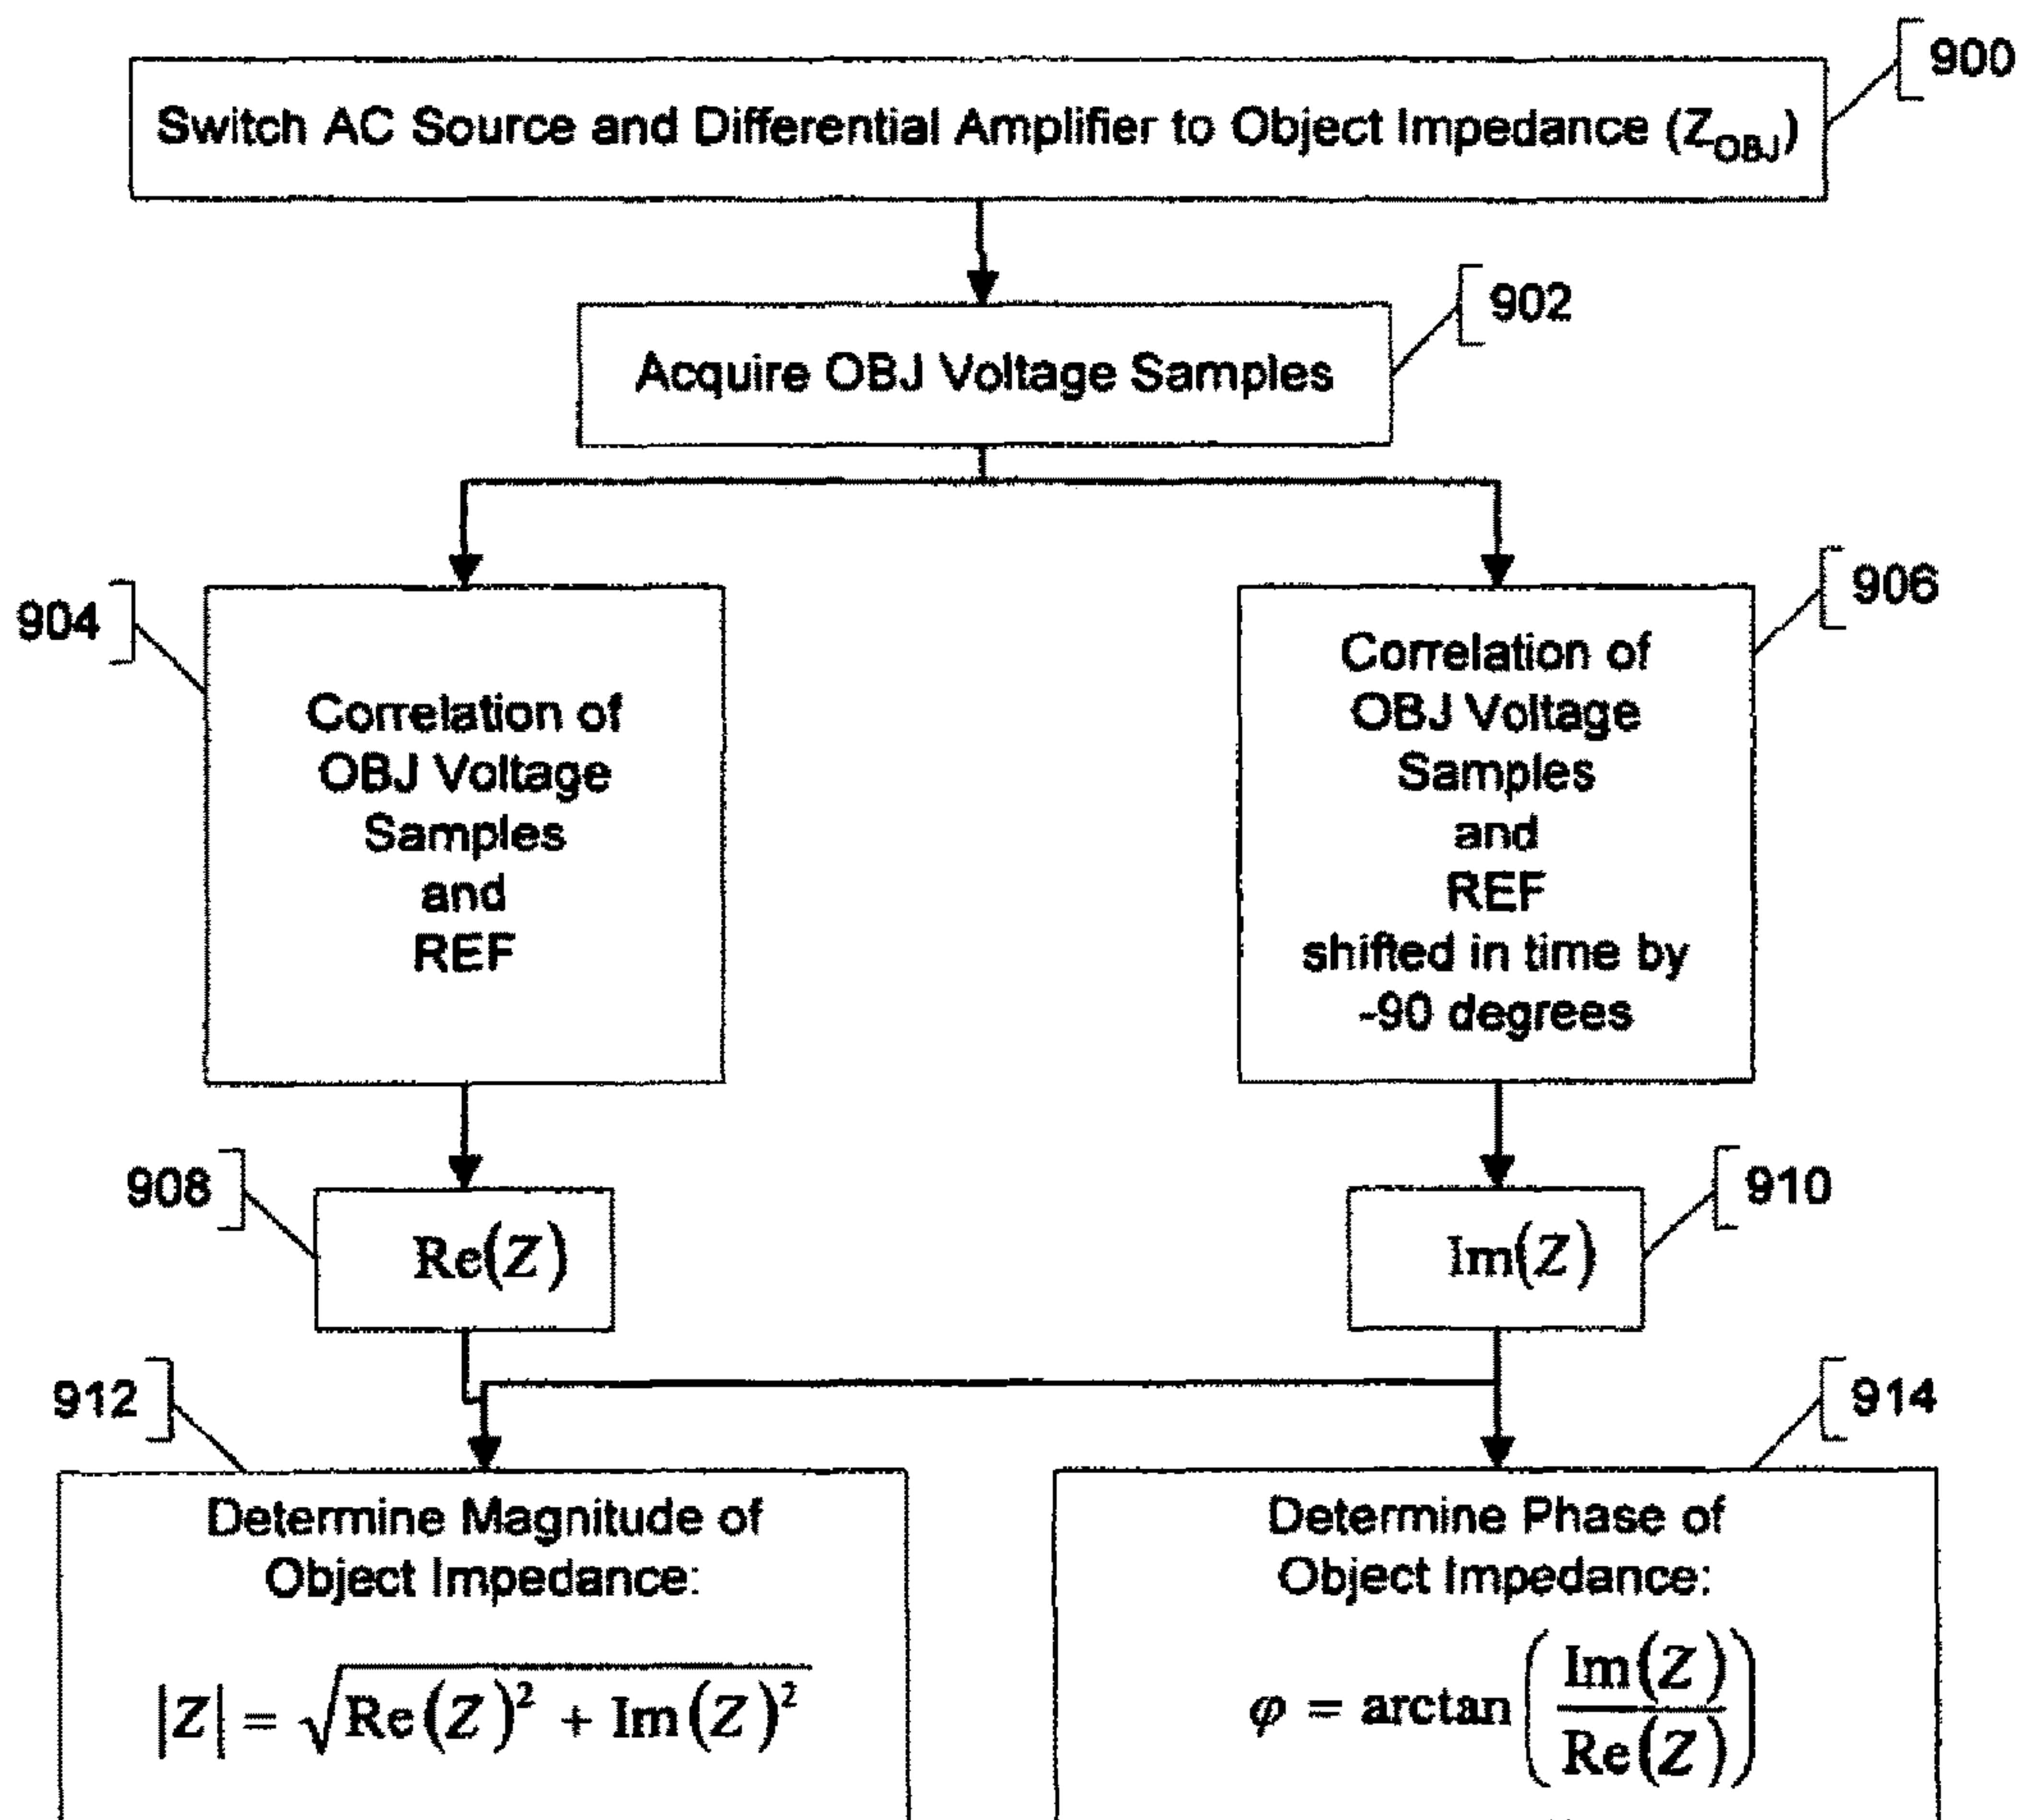 900
Switch AC Source and Differential Amplifier to Object Impedance (Z_OBJ)
902
Acquire OBJ Voltage Samples
904
Correlation of
OBJ Voltage
Samples
and
REF
906
Correlation of
OBJ Voltage
Samples
and
REF
shifted in time by
-90 degrees
908
Re(Z)
910
Im(Z)
912
Determine Magnitude of
Object Impedance:
|Z| = √(Re(Z)² + Im(Z)²)
914
Determine Phase of
Object Impedance:
φ = arctan(Im(Z)/Re(Z))